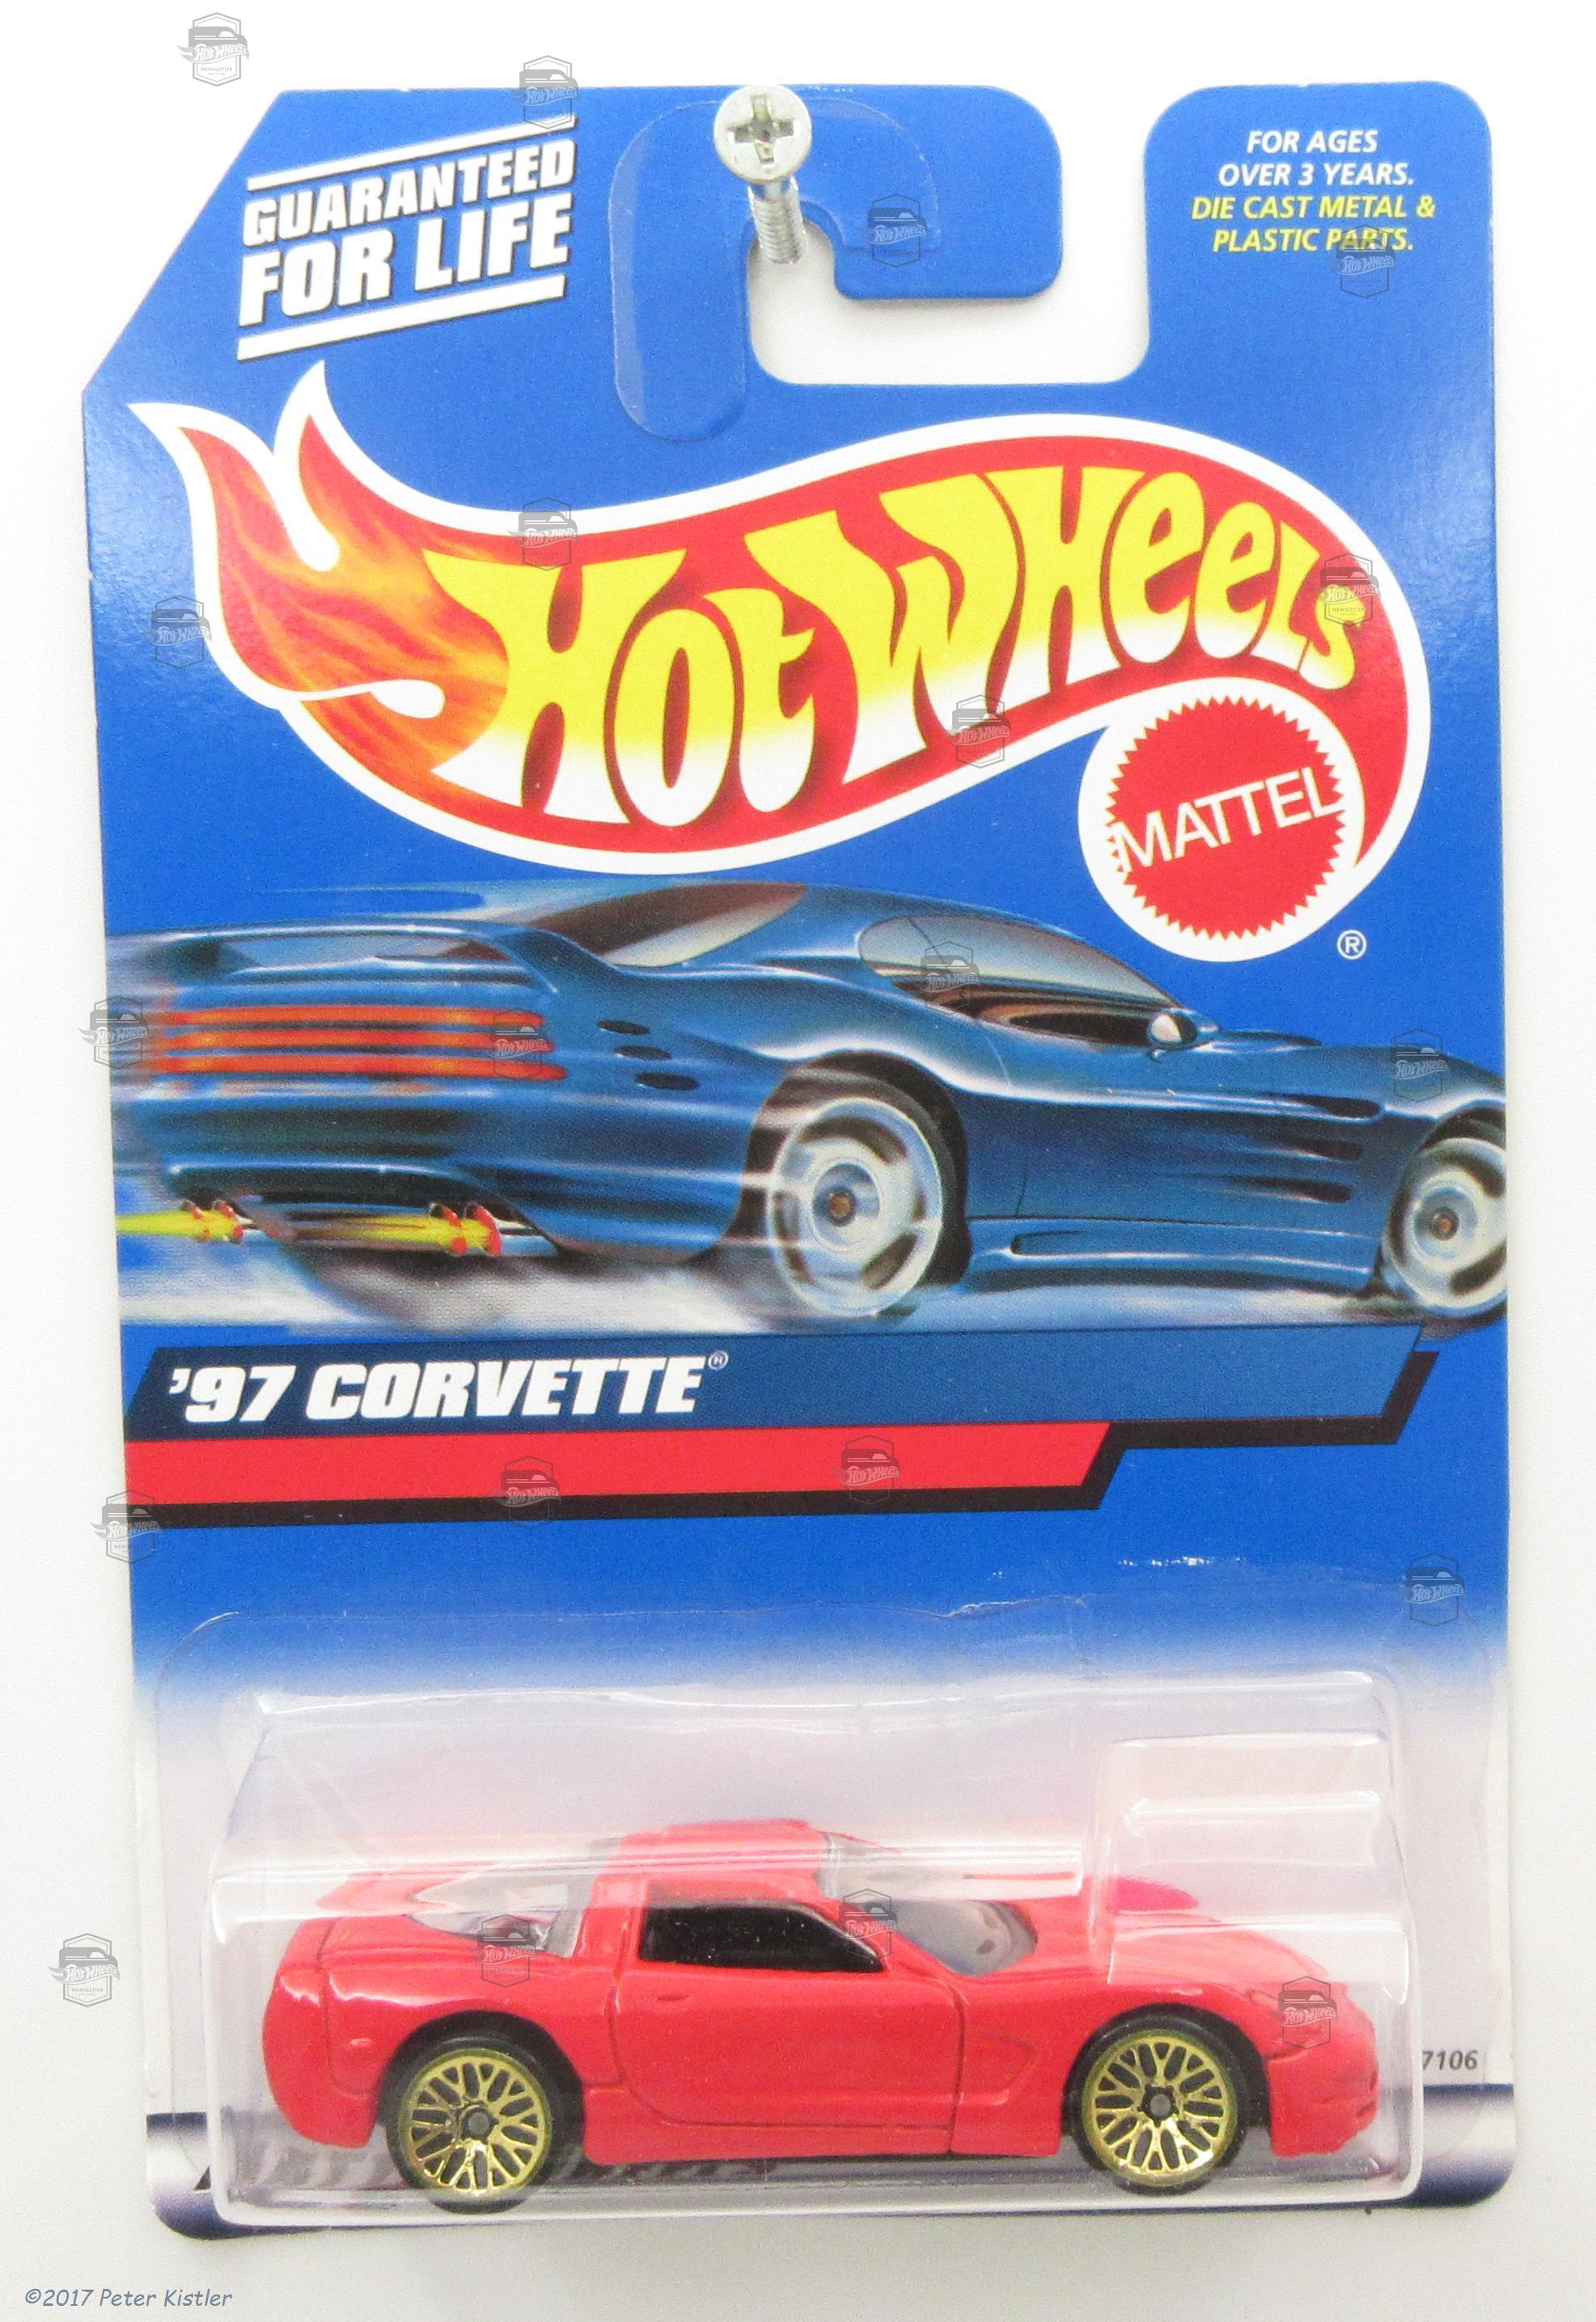 GUARANTEED
FOR LIFE
FOR AGES
OVER 3 YEARS.
DIE CAST METAL &
PLASTIC PARTS.
HOT WHEELS
MATTEL
®
'97 CORVETTE®
7106
©2017 Peter Kistler